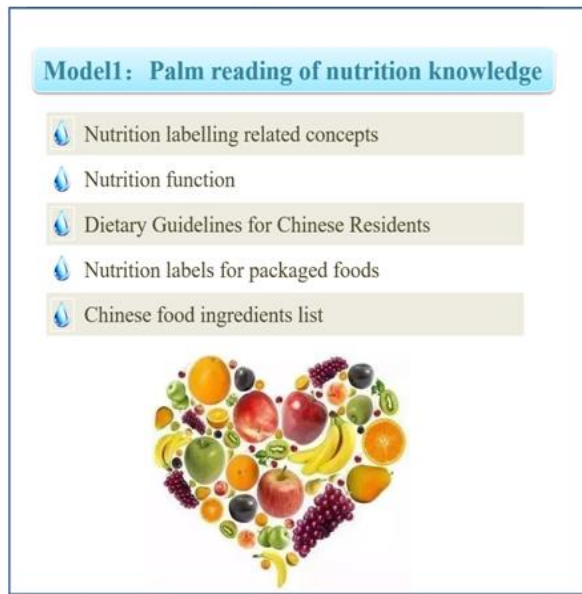 Model1：Palm reading of nutrition knowledge
Nutrition labelling related concepts
Nutrition function
Dietary Guidelines for Chinese Residents
Nutrition labels for packaged foods
Chinese food ingredients list